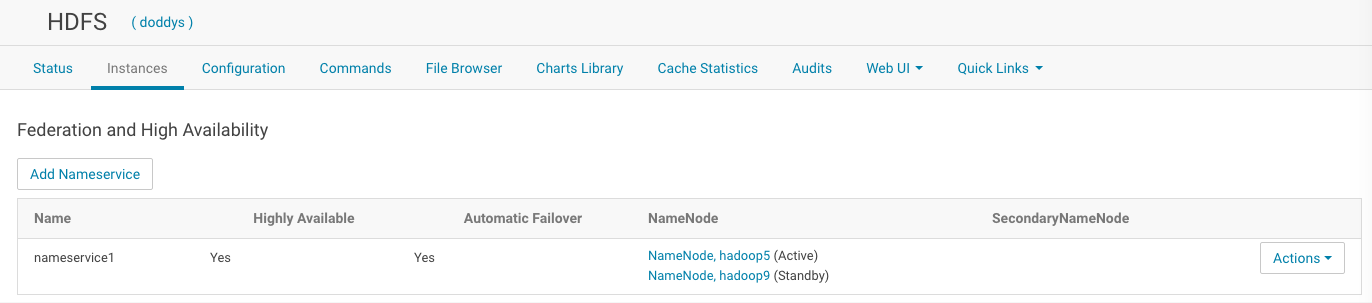 HDFS ( doddys )
Status Instances Configuration Commands File Browser Charts Library Cache Statistics Audits Web UI Quick Links
Federation and High Availability
Add Nameservice
Name Highly Available Automatic Failover NameNode SecondaryNameNode
nameservice1 Yes Yes NameNode, hadoop5 (Active) Actions
NameNode, hadoop9 (Standby)